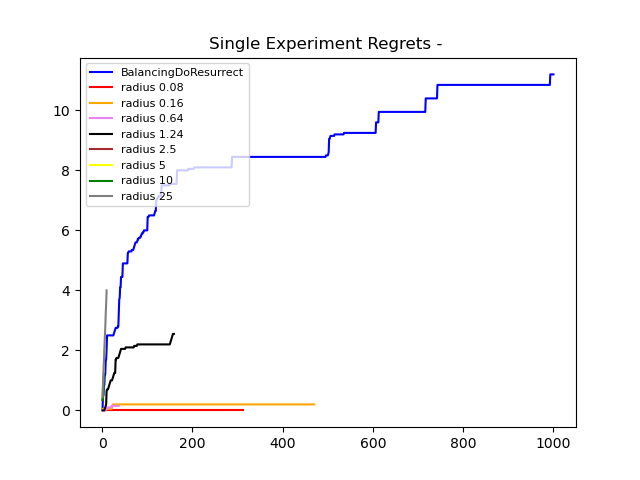 Single Experiment Regrets -
BalancingDoResurrect
radius 0.08
radius 0.16
radius 0.64
radius 1.24
radius 2.5
radius 5
radius 10
radius 25
10
8
6
4
2
0
0 200 400 600 800 1000